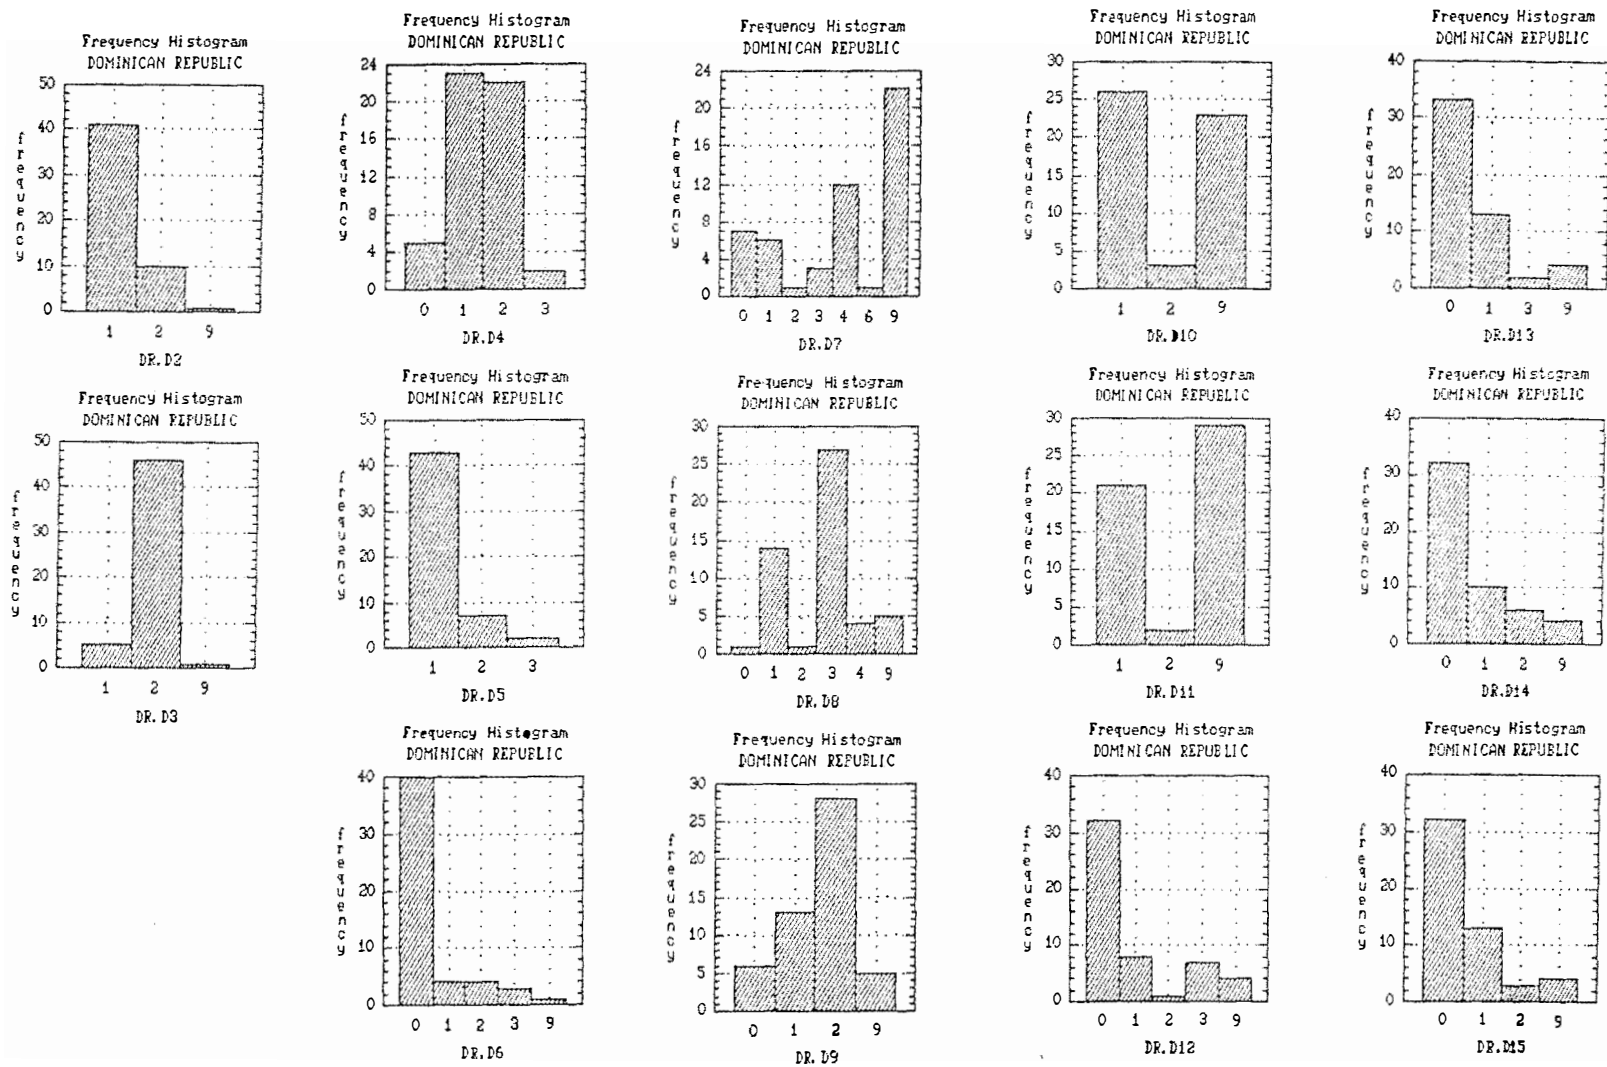 Frequency Histogram
DOMINICAN REPUBLIC
50
40
30
20
10
0
frequency
1 2 9
DR.D2
Frequency Histogram
DOMINICAN REPUBLIC
50
40
30
20
10
0
frequency
1 2 9
DR.D3
Frequency Histogram
DOMINICAN REPUBLIC
24
20
16
12
8
4
0
frequency
0 1 2 3
DR.D4
Frequency Histogram
DOMINICAN REPUBLIC
50
40
30
20
10
0
frequency
1 2 3
DR.D5
Frequency Histogram
DOMINICAN REPUBLIC
40
30
20
10
0
frequency
0 1 2 3 9
DR.D6
Frequency Histogram
DOMINICAN REPUBLIC
24
20
16
12
8
4
0
frequency
0 1 2 3 4 6 9
DR.D7
Frequency Histogram
DOMINICAN REPUBLIC
30
25
20
15
10
5
0
frequency
0 1 2 3 4 9
DR.D8
Frequency Histogram
DOMINICAN REPUBLIC
30
25
20
15
10
5
0
frequency
0 1 2 9
DR.D9
Frequency Histogram
DOMINICAN REPUBLIC
30
25
20
15
10
5
0
frequency
1 2 9
DR.D10
Frequency Histogram
DOMINICAN REPUBLIC
30
25
20
15
10
5
0
frequency
1 2 9
DR.D11
Frequency Histogram
DOMINICAN REPUBLIC
40
30
20
10
0
frequency
0 1 2 3 9
DR.D12
Frequency Histogram
DOMINICAN REPUBLIC
40
30
20
10
0
frequency
0 1 3 9
DR.D13
Frequency Histogram
DOMINICAN REPUBLIC
40
30
20
10
0
frequency
0 1 2 9
DR.D14
Frequency Histogram
DOMINICAN REPUBLIC
40
30
20
10
0
frequency
0 1 2 9
DR.D15